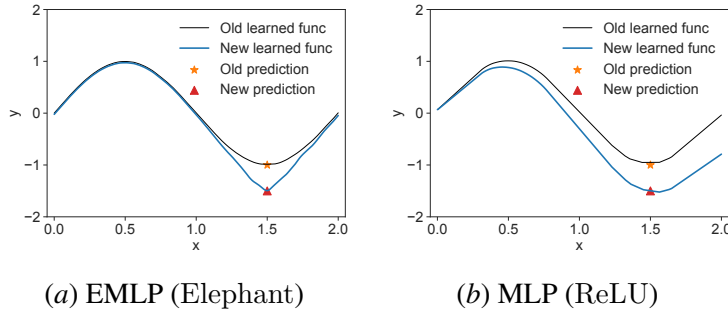 2
1
0
−1
−2
y
Old learned func
New learned func
Old prediction
New prediction
0.0 0.5 1.0 1.5 2.0
x
(a) EMLP (Elephant)
2
1
0
−1
−2
y
Old learned func
New learned func
Old prediction
New prediction
0.0 0.5 1.0 1.5 2.0
x
(b) MLP (ReLU)